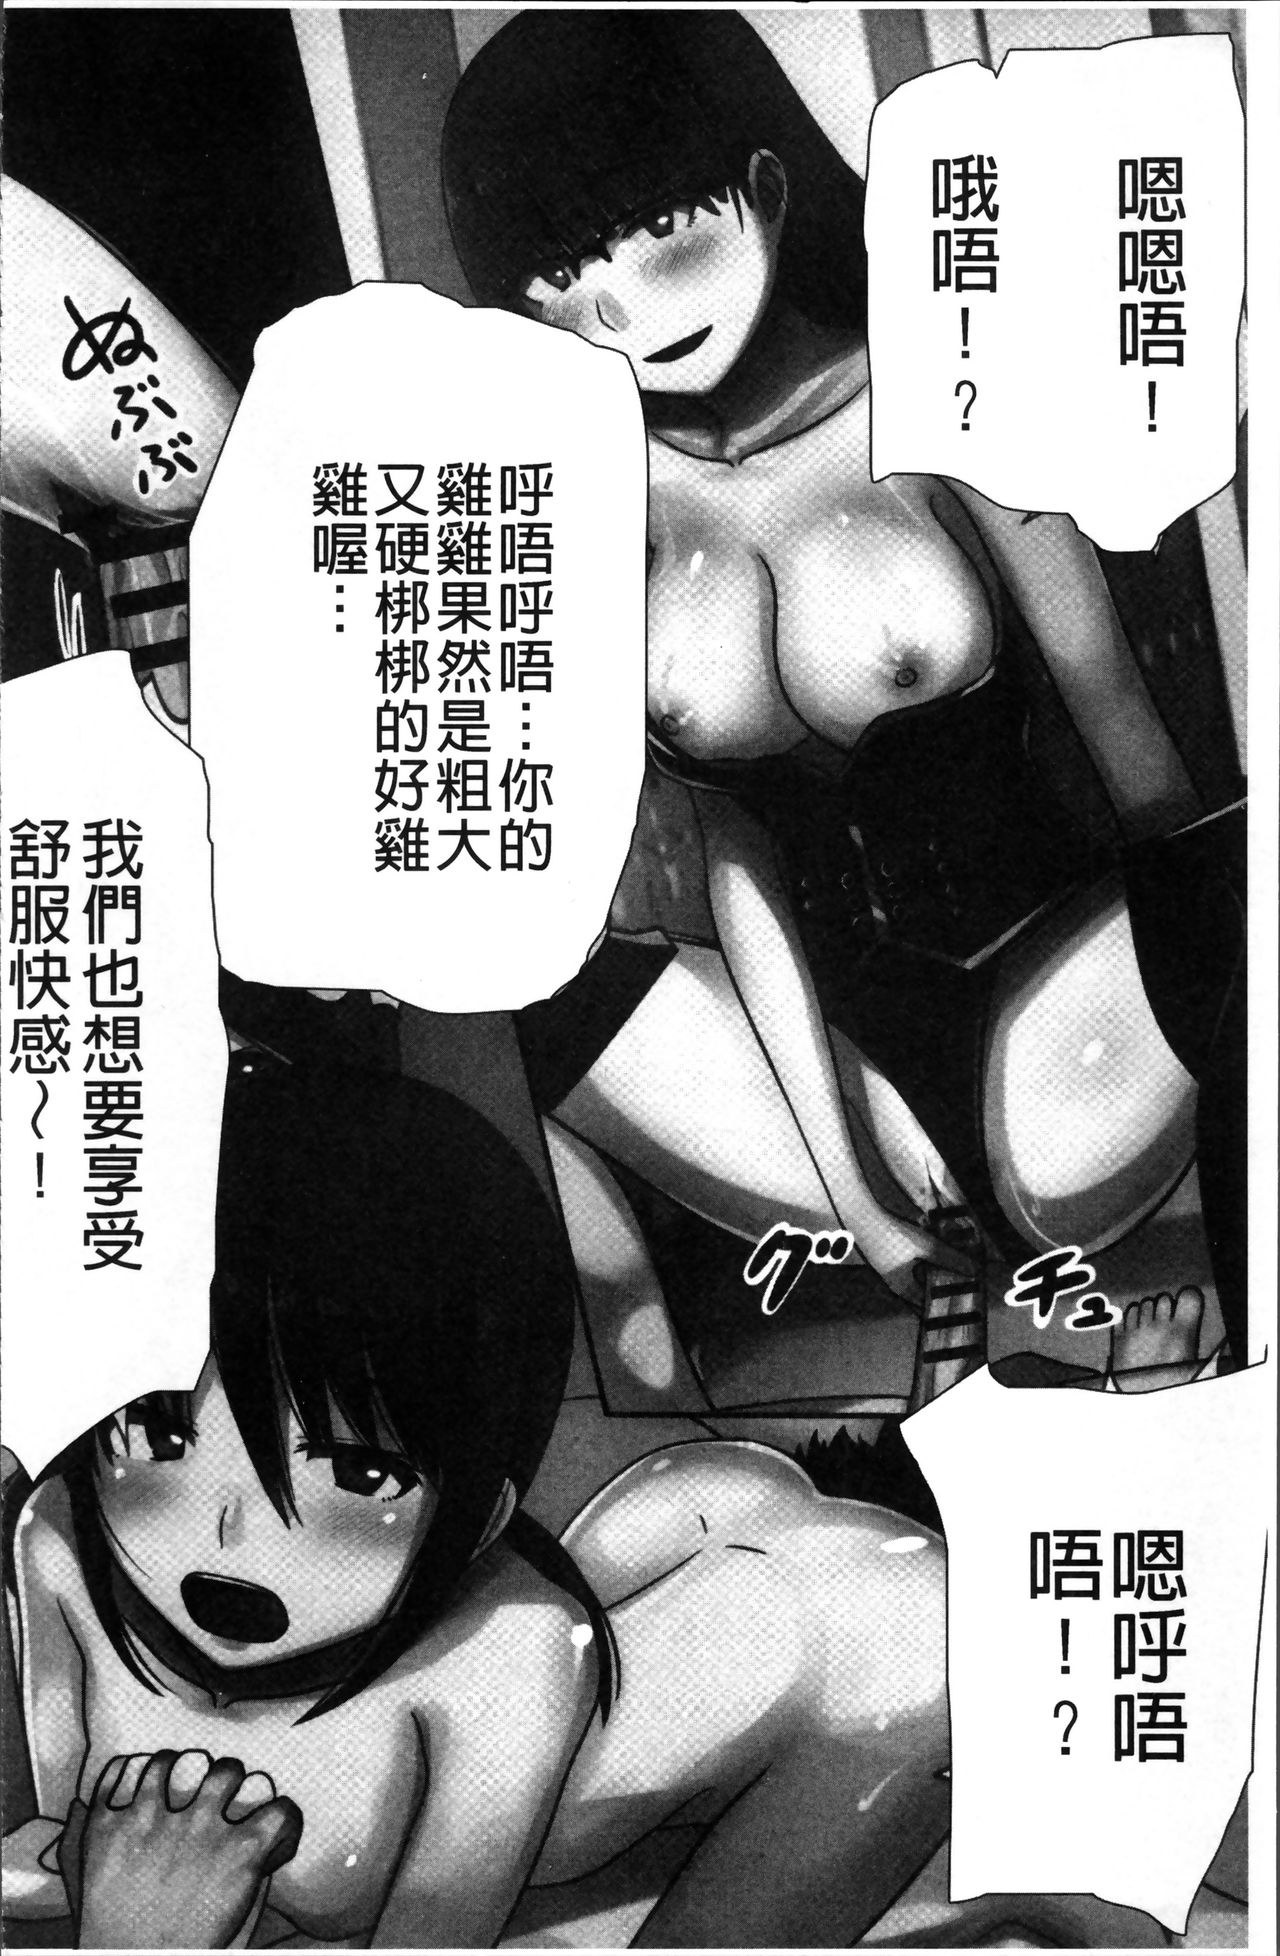 嗯嗯唔！
哦唔！？
呼唔呼唔…你的
雞雞果然是粗大
又硬梆梆的好雞
雞喔…
ぬぶぶ
グッ
チュ
我們也想要享受
舒服快感～！
嗯呼唔
唔！？